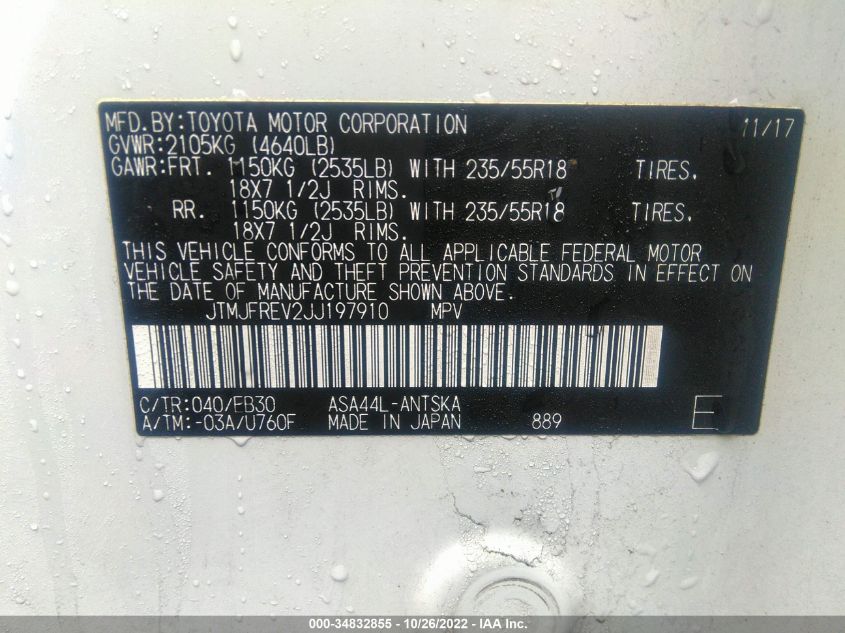 MFD.BY:TOYOTA MOTOR CORPORATION 11/17
GVWR:2105KG (4640LB)
GAWR:FRT. 1150KG (2535LB) WITH 235/55R18 TIRES,
18X7 1/2J RIMS.
RR. 1150KG (2535LB) WITH 235/55R18 TIRES,
18X7 1/2J RIMS.
THIS VEHICLE CONFORMS TO ALL APPLICABLE FEDERAL MOTOR
VEHICLE SAFETY AND THEFT PREVENTION STANDARDS IN EFFECT ON
THE DATE OF MANUFACTURE SHOWN ABOVE.
JTMJFREV2JJ197910 MPV
C/TR:040/EB30 ASA44L-ANTSKA
A/TM:-03A/U760F MADE IN JAPAN 889 E
000-34832855 - 10/26/2022 - IAA Inc.